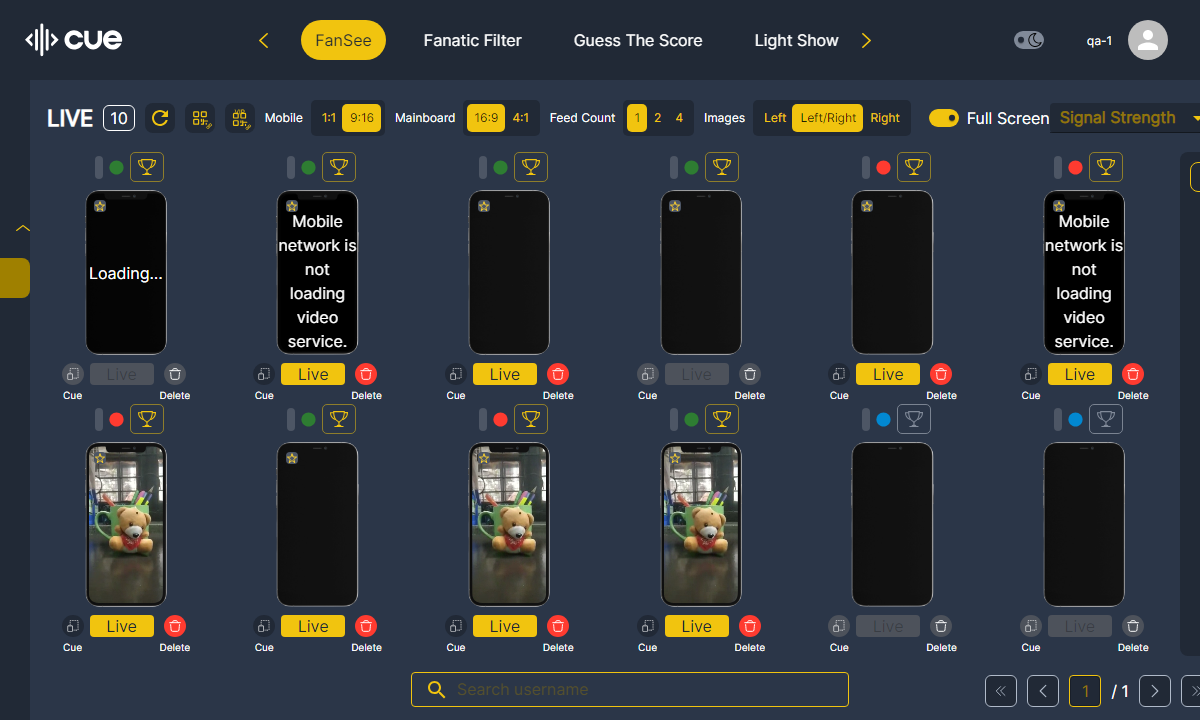 cue
FanSee
Fanatic Filter
Guess The Score
Light Show
qa-1
LIVE 10
Mobile 1:1 9:16
Mainboard 16:9 4:1
Feed Count 1 2 4
Images Left Left/Right Right
Full Screen
Signal Strength
Loading...
Mobile
network is
not
loading
video
service.
Mobile
network is
not
loading
video
service.
Live
Live
Live
Live
Live
Live
Cue Delete
Cue Delete
Cue Delete
Cue Delete
Cue Delete
Cue Delete
Live
Live
Live
Live
Live
Live
Cue Delete
Cue Delete
Cue Delete
Cue Delete
Cue Delete
Cue Delete
Search username
1 / 1